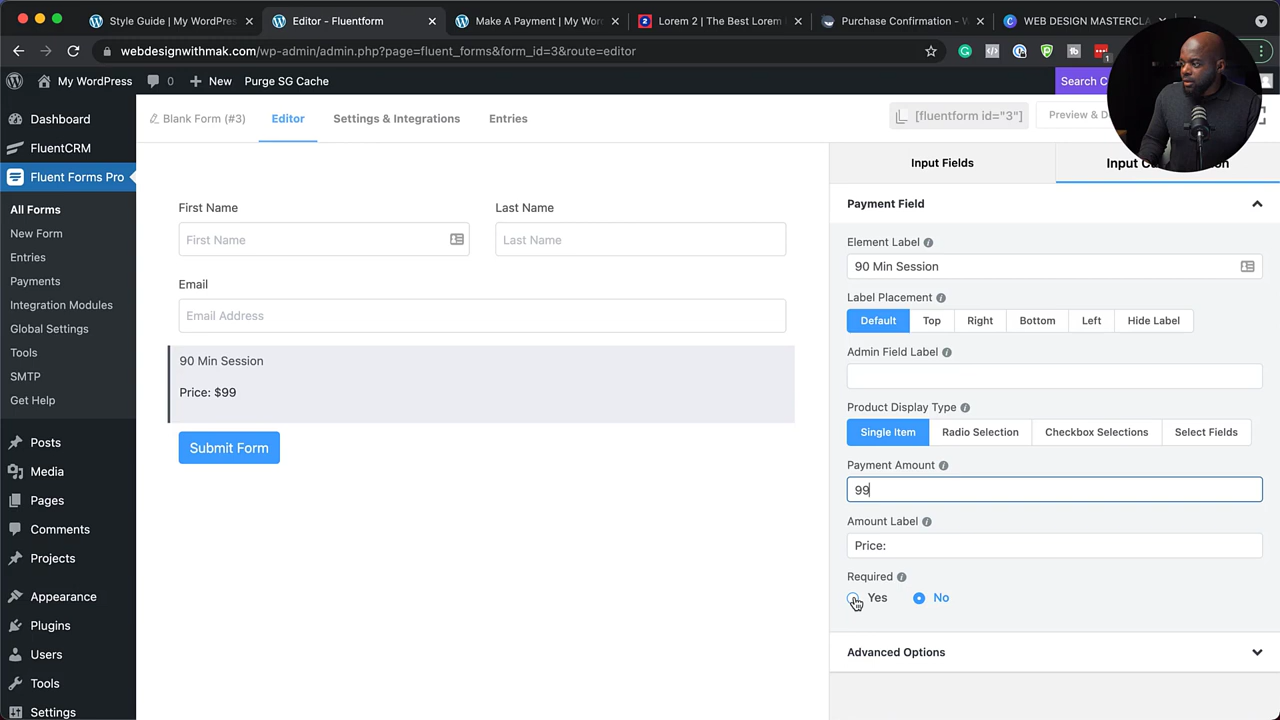 Style Guide | My WordPress
Editor - Fluentform
Make A Payment | My Wor
Lorem 2 | The Best Lorem
Purchase Confirmation - W
WEB DESIGN MASTERCLA
webdesignwithmak.com/wp-admin/admin.php?page=fluent_forms&form_id=3&route=editor
1
My WordPress
0
New
Purge SG Cache
Search C
Dashboard
FluentCRM
Fluent Forms Pro
All Forms
New Form
Entries
Payments
Integration Modules
Global Settings
Tools
SMTP
Get Help
Posts
Media
Pages
Comments
Projects
Appearance
Plugins
Users
Tools
Settings
Blank Form (#3)
Editor
Settings & Integrations
Entries
[fluentform id="3"]
Preview & D
First Name
Last Name
First Name
Last Name
Email
Email Address
90 Min Session
Price: $99
Submit Form
Input Fields
Input Cu
Payment Field
Element Label
90 Min Session
Label Placement
Default
Top
Right
Bottom
Left
Hide Label
Admin Field Label
Product Display Type
Single Item
Radio Selection
Checkbox Selections
Select Fields
Payment Amount
99
Amount Label
Price:
Required
Yes
No
Advanced Options